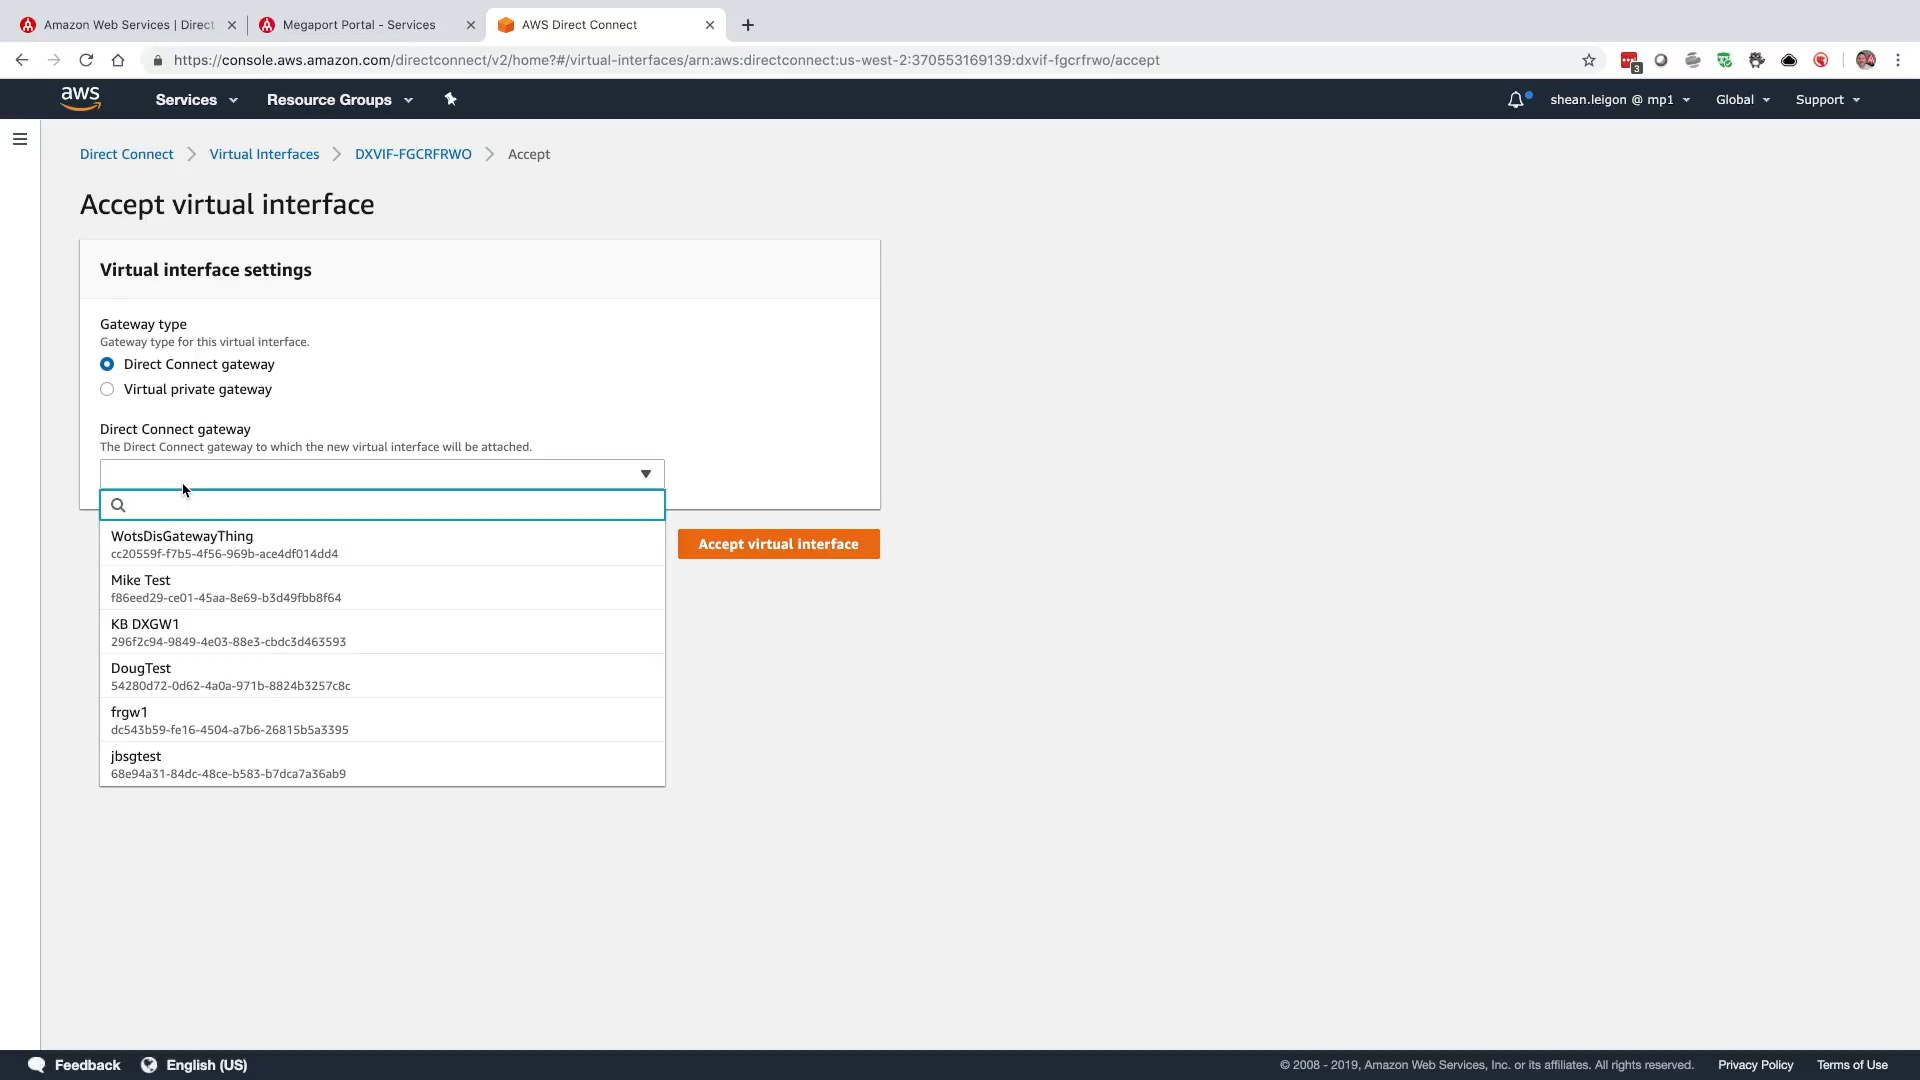 Amazon Web Services | Direct
Megaport Portal - Services
AWS Direct Connect
https://console.aws.amazon.com/directconnect/v2/home?#/virtual-interfaces/arn:aws:directconnect:us-west-2:370553169139:dxvif-fgcrfrwo/accept
3
aws
Services
Resource Groups
shean.leigon @ mp1
Global
Support
Direct Connect
Virtual Interfaces
DXVIF-FGCRFRWO
Accept
Accept virtual interface
Virtual interface settings
Gateway type
Gateway type for this virtual interface.
Direct Connect gateway
Virtual private gateway
Direct Connect gateway
The Direct Connect gateway to which the new virtual interface will be attached.
WotsDisGatewayThing
cc20559f-f7b5-4f56-969b-ace4df014dd4
Accept virtual interface
Mike Test
f86eed29-ce01-45aa-8e69-b3d49fbb8f64
KB DXGW1
296f2c94-9849-4e03-88e3-cbdc3d463593
DougTest
54280d72-0d62-4a0a-971b-8824b3257c8c
frgw1
dc543b59-fe16-4504-a7b6-26815b5a3395
jbsgtest
68e94a31-84dc-48ce-b583-b7dca7a36ab9
Feedback
English (US)
© 2008 - 2019, Amazon Web Services, Inc. or its affiliates. All rights reserved.
Privacy Policy
Terms of Use